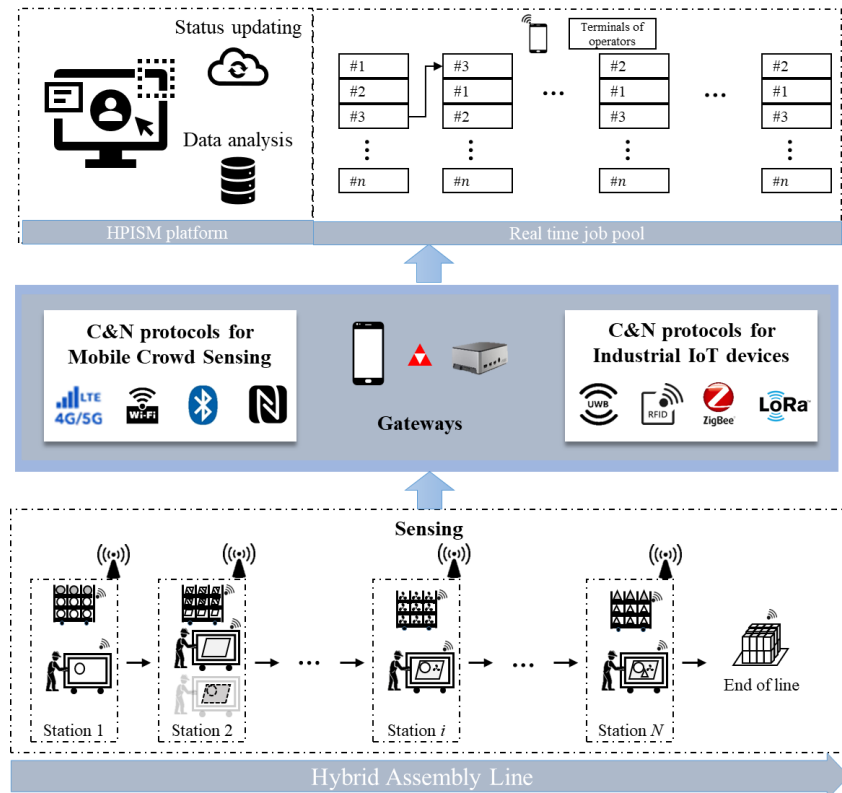 Status updating
Data analysis
HPISM platform
Terminals of
operators
#1 #3 #2 #2
#2 #1 #1 #1
#3 #2 #3 #3
#n #n #n #n
Real time job pool
C&N protocols for
Mobile Crowd Sensing
LTE
4G/5G
Wi-Fi
Gateways
C&N protocols for
Industrial IoT devices
UWB
RFID
ZigBee
LoRa
Sensing
Station 1
Station 2
Station i
Station N
End of line
Hybrid Assembly Line